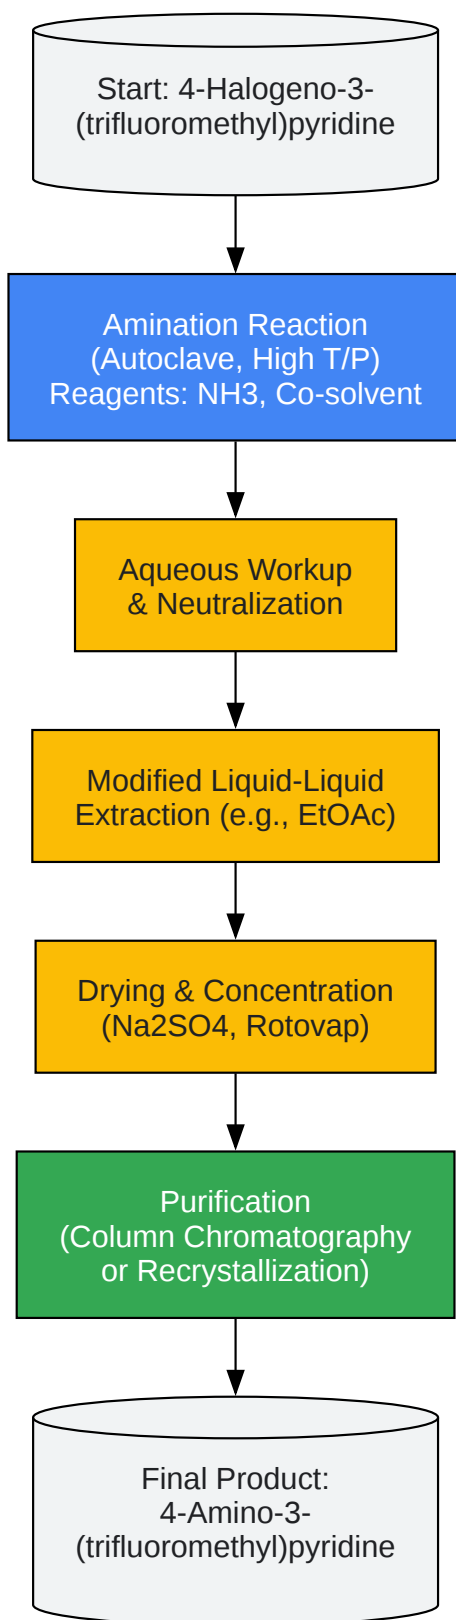 Start: 4-Halogeno-3-
(trifluoromethyl)pyridine
Amination Reaction
(Autoclave, High T/P)
Reagents: NH3, Co-solvent
Aqueous Workup
& Neutralization
Modified Liquid-Liquid
Extraction (e.g., EtOAc)
Drying & Concentration
(Na2SO4, Rotovap)
Purification
(Column Chromatography
or Recrystallization)
Final Product:
4-Amino-3-
(trifluoromethyl)pyridine